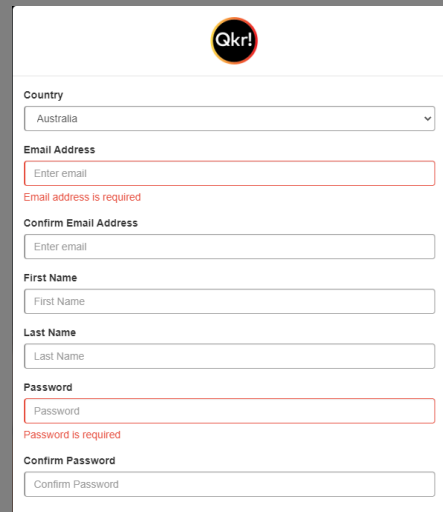 Qkr!
Country
Australia
Email Address
Enter email
Email address is required
Confirm Email Address
Enter email
First Name
First Name
Last Name
Last Name
Password
Password
Password is required
Confirm Password
Confirm Password